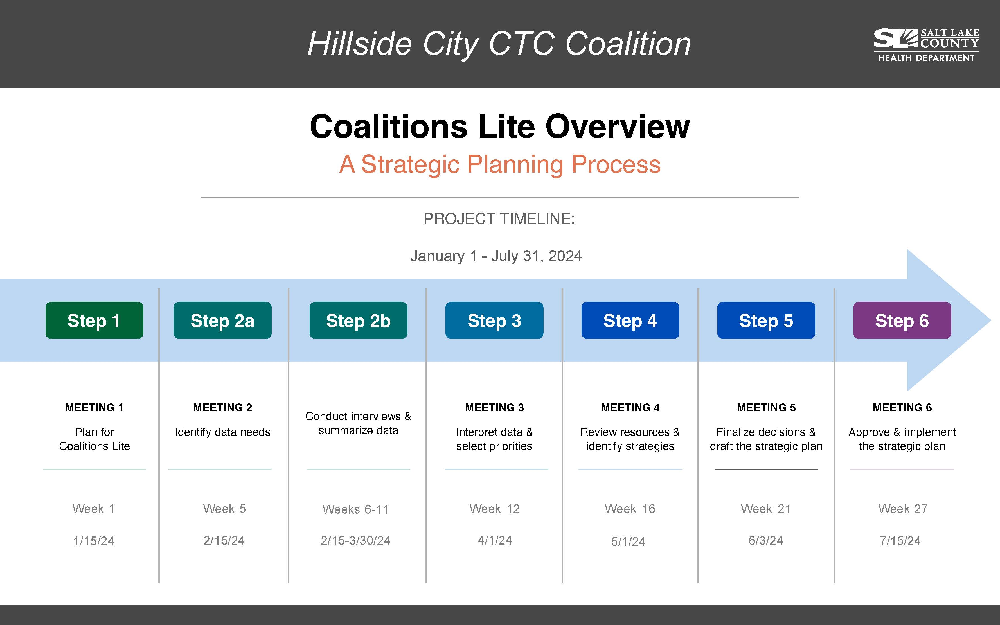 Hillside City CTC Coalition
SL SALT LAKE
COUNTY
HEALTH DEPARTMENT
Coalitions Lite Overview
A Strategic Planning Process
PROJECT TIMELINE:
January 1 - July 31, 2024
Step 1
Step 2a
Step 2b
Step 3
Step 4
Step 5
Step 6
MEETING 1
Plan for
Coalitions Lite
Week 1
1/15/24
MEETING 2
Identify data needs
Week 5
2/15/24
Conduct interviews &
summarize data
Weeks 6-11
2/15-3/30/24
MEETING 3
Interpret data &
select priorities
Week 12
4/1/24
MEETING 4
Review resources &
identify strategies
Week 16
5/1/24
MEETING 5
Finalize decisions &
draft the strategic plan
Week 21
6/3/24
MEETING 6
Approve & implement
the strategic plan
Week 27
7/15/24